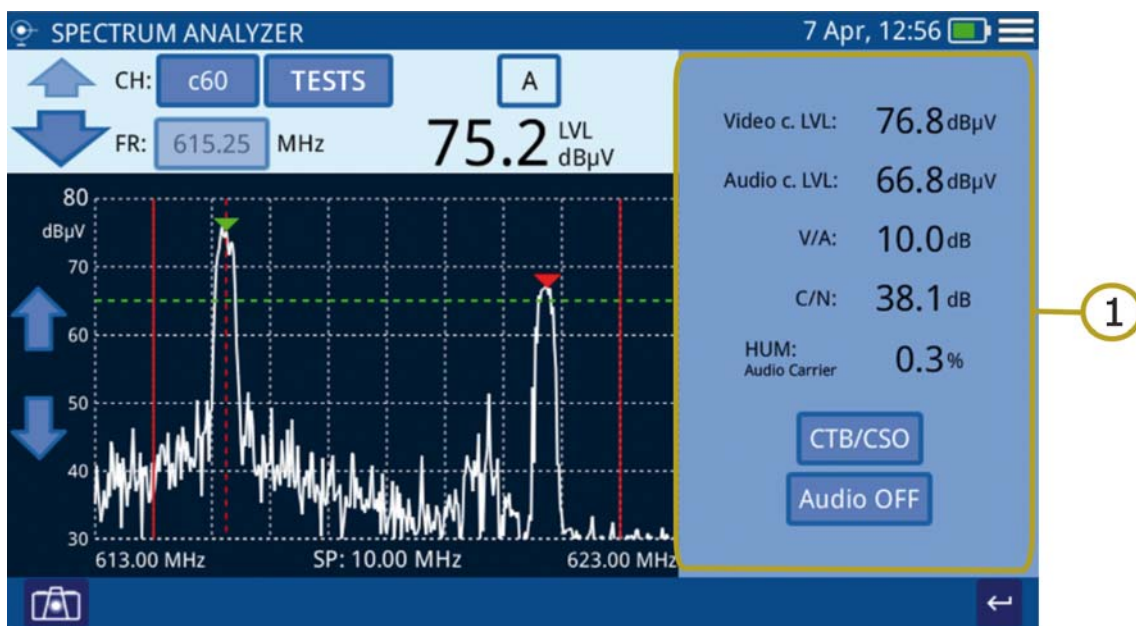 SPECTRUM ANALYZER 7 Apr, 12:56
CH: c60 TESTS A
FR: 615.25 MHz 75.2 LVL dBµV
80
dBµV
70
60
50
40
30
613.00 MHz SP: 10.00 MHz 623.00 MHz
Video c. LVL: 76.8 dBµV
Audio c. LVL: 66.8 dBµV
V/A: 10.0 dB
C/N: 38.1 dB
HUM: 0.3 %
Audio Carrier
CTB/CSO
Audio OFF
1